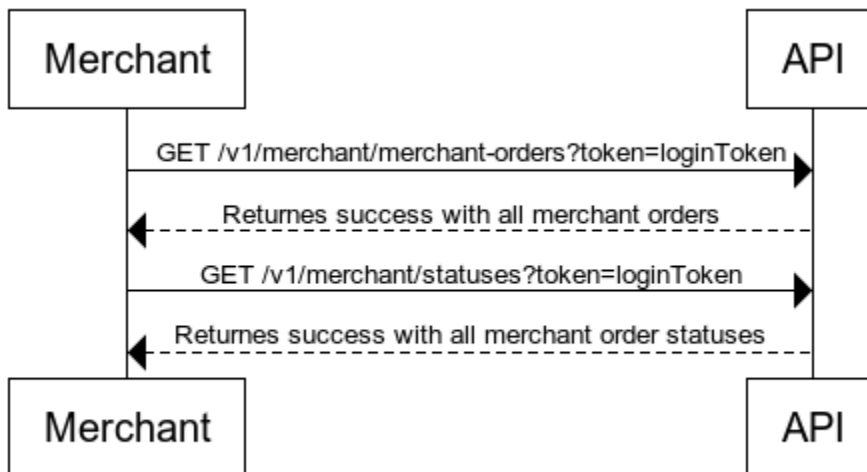 Merchant
API
GET /v1/merchant/merchant-orders?token=loginToken
Returnes success with all merchant orders
GET /v1/merchant/statuses?token=loginToken
Returnes success with all merchant order statuses
Merchant
API